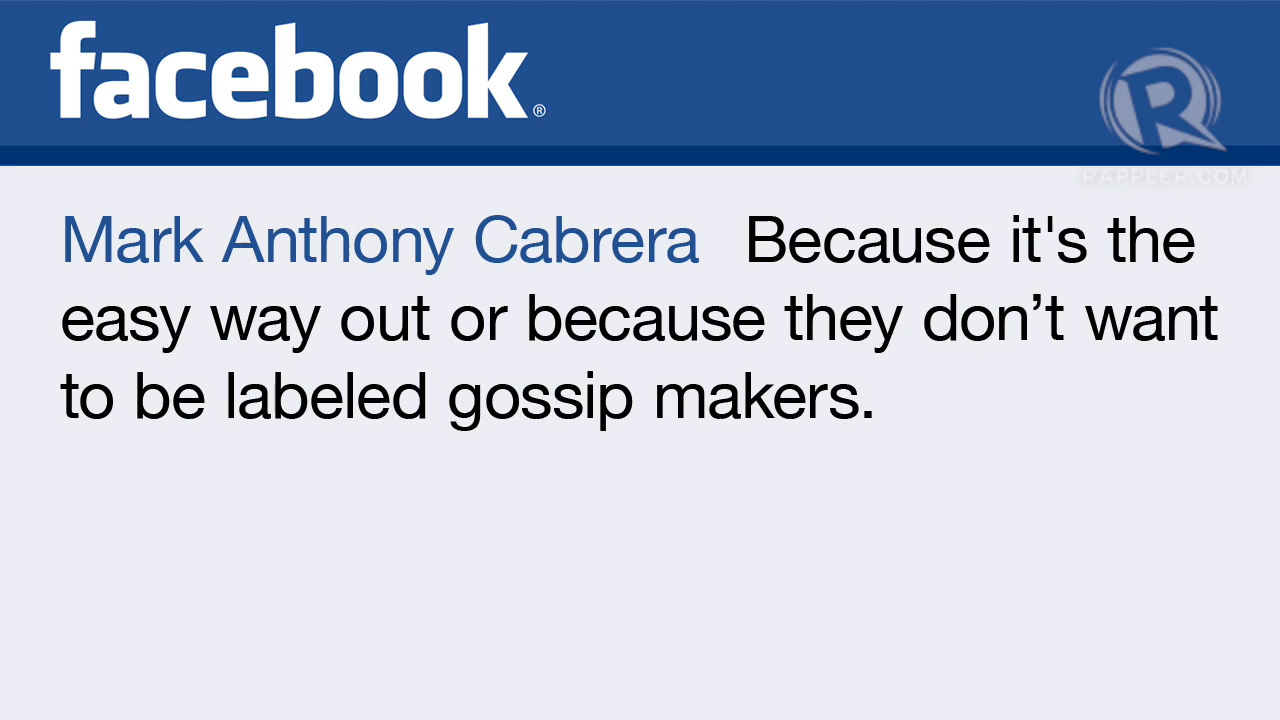 facebook®
R
RAPPLER.COM
Mark Anthony Cabrera Because it's the
easy way out or because they don’t want
to be labeled gossip makers.